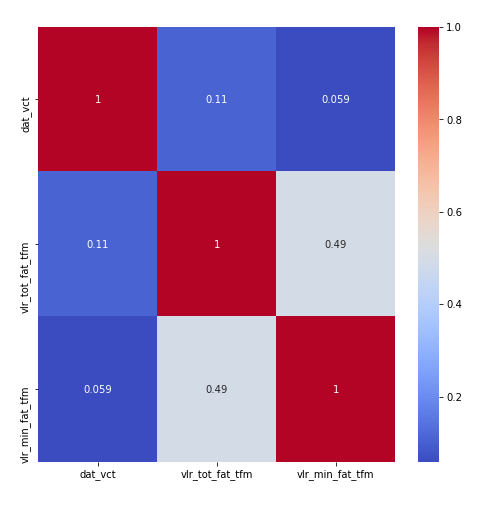 1.0
dat_vct
1
0.11
0.059
0.8
vlr_tot_fat_tfm
0.11
1
0.49
0.6
0.4
vlr_min_fat_tfm
0.059
0.49
1
0.2
dat_vct
vlr_tot_fat_tfm
vlr_min_fat_tfm